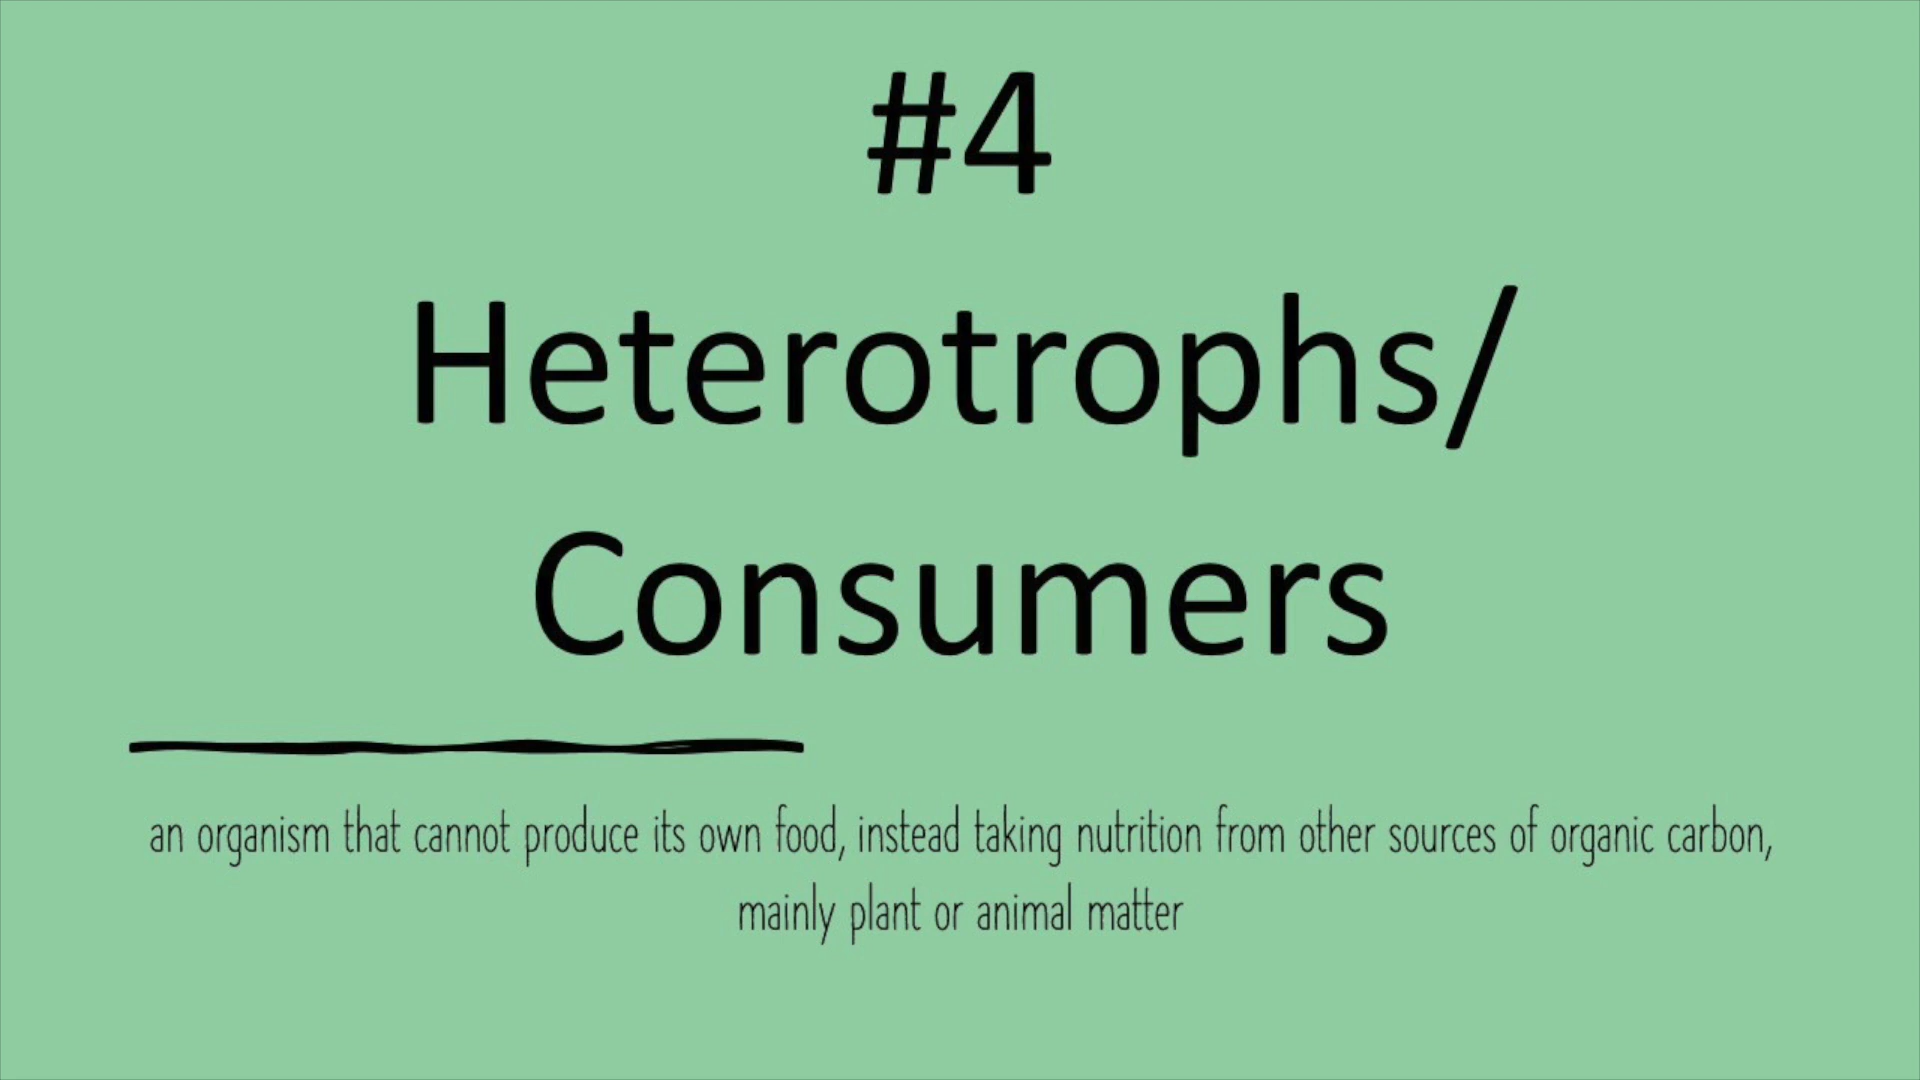 #4
Heterotrophs/
Consumers
an organism that cannot produce its own food, instead taking nutrition from other sources of organic carbon,
mainly plant or animal matter